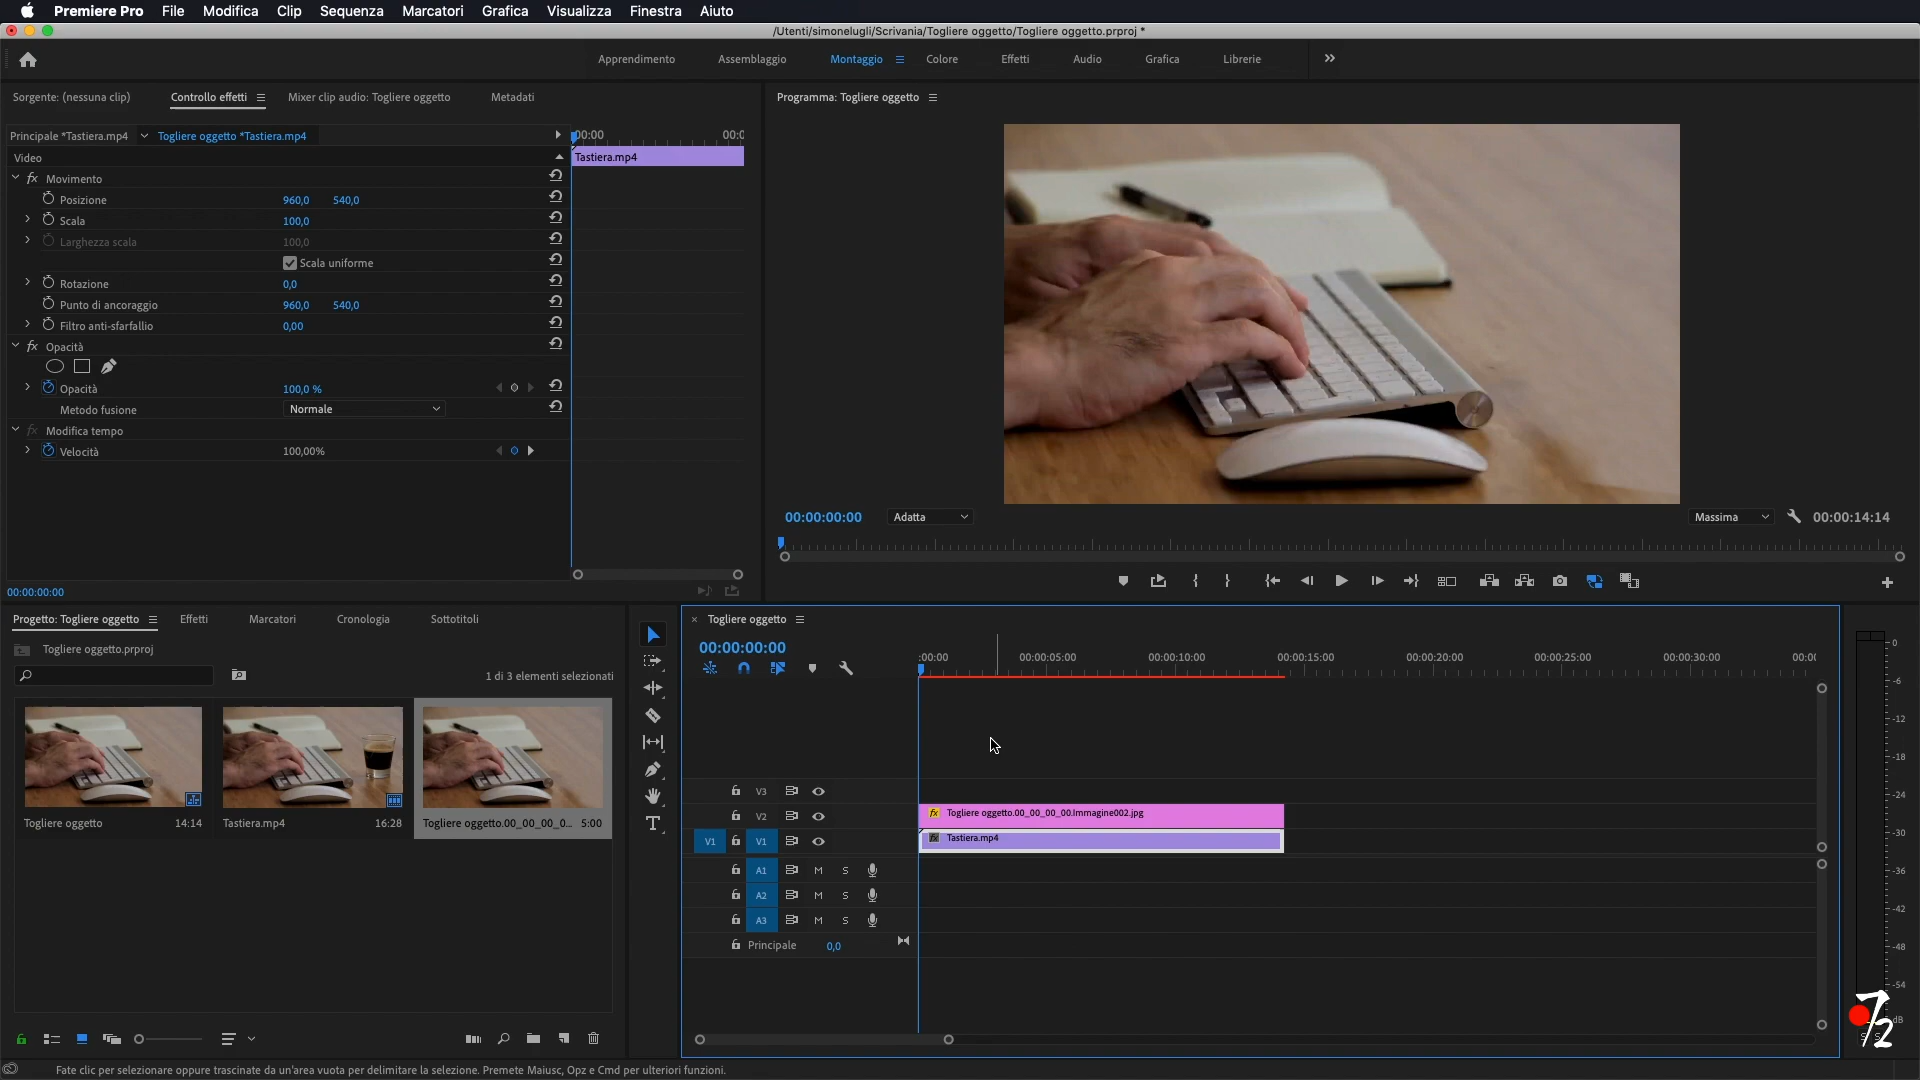 Premiere Pro File Modifica Clip Sequenza Marcatori Grafica Visualizza Finestra Aiuto
/Utenti/simonelugli/Scrivania/Togliere oggetto/Togliere oggetto.prproj *
Apprendimento Assemblaggio Montaggio Colore Effetti Audio Grafica Librerie
Sorgente: (nessuna clip) Controllo effetti Mixer clip audio: Togliere oggetto Metadati
Programma: Togliere oggetto
Principale *Tastiera.mp4 Togliere oggetto *Tastiera.mp4
:00:00 00:0
Video
Tastiera.mp4
fx Movimento
Posizione 960,0 540,0
Scala 100,0
Larghezza scala 100,0
Scala uniforme
Rotazione 0,0
Punto di ancoraggio 960,0 540,0
Filtro anti-sfarfallio 0,00
fx Opacità
Opacità 100,0 %
Metodo fusione Normale
fx Modifica tempo
Velocità 100,00%
00:00:00:00
00:00:00:00 Adatta Massima 00:00:14:14
Progetto: Togliere oggetto Effetti Marcatori Cronologia Sottotitoli
Togliere oggetto.prproj
1 di 3 elementi selezionati
Togliere oggetto 14:14
Tastiera.mp4 16:28
Togliere oggetto.00_00_00_0... 5:00
× Togliere oggetto
00:00:00:00
:00:00 00:00:05:00 00:00:10:00 00:00:15:00 00:00:20:00 00:00:25:00 00:00:30:00 00:0
V3
V2 fx Togliere oggetto.00_00_00_00.Immagine002.jpg
V1 V1 fx Tastiera.mp4
A1 M S
A2 M S
A3 M S
Principale 0,0
0
-6
-12
-18
-24
-30
-36
-42
-48
-54
dB
S S
72
Fate clic per selezionare oppure trascinate da un'area vuota per delimitare la selezione. Premete Maiusc, Opz e Cmd per ulteriori funzioni.